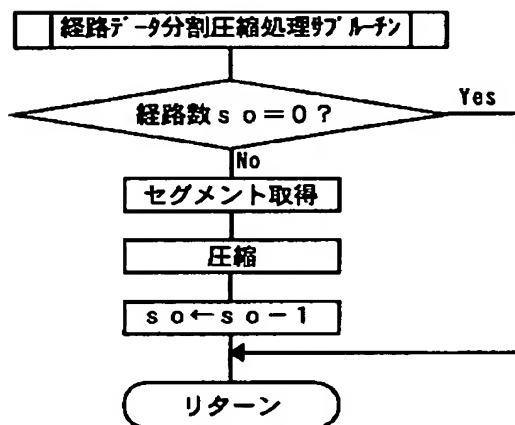 経路データ分割圧縮処理サブルーチン
経路数so=0?
Yes
No
セグメント取得
圧縮
so←so-1
リターン